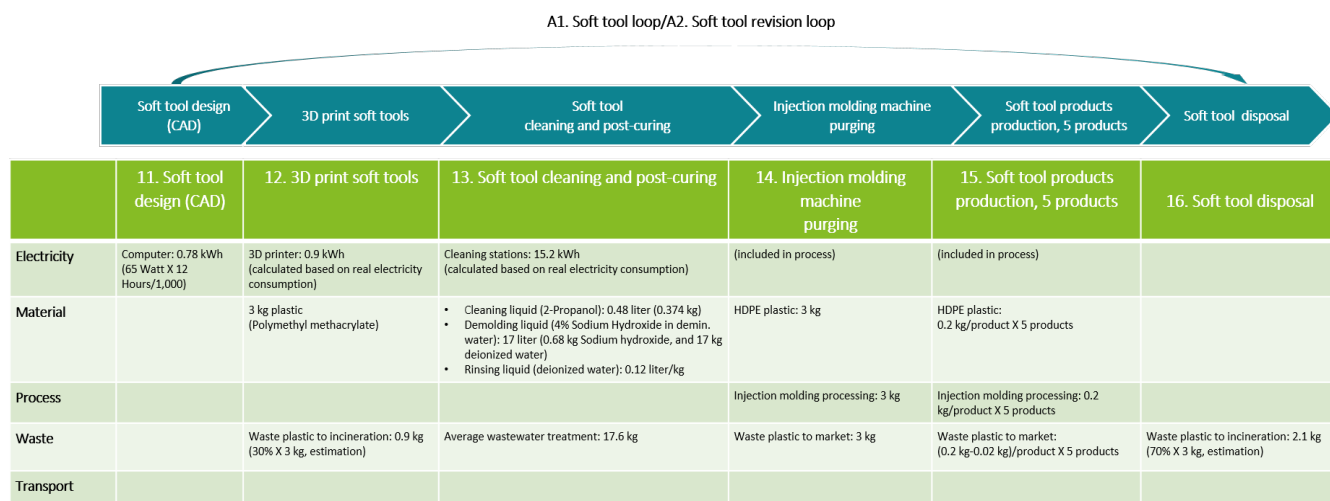 A1. Soft tool loop/A2. Soft tool revision loop
Soft tool design
(CAD)
3D print soft tools
Soft tool
cleaning and post-curing
Injection molding machine
purging
Soft tool products
production, 5 products
Soft tool disposal
11. Soft tool
design (CAD)
12. 3D print soft tools
13. Soft tool cleaning and post-curing
14. Injection molding
machine
purging
15. Soft tool products
production, 5 products
16. Soft tool disposal
Electricity
Computer: 0.78 kWh
(65 Watt X 12
Hours/1,000)
3D printer: 0.9 kWh
(calculated based on real electricity
consumption)
Cleaning stations: 15.2 kWh
(calculated based on real electricity consumption)
(included in process)
(included in process)
Material
3 kg plastic
(Polymethyl methacrylate)
• Cleaning liquid (2-Propanol): 0.48 liter (0.374 kg)
• Demolding liquid (4% Sodium Hydroxide in demin.
water): 17 liter (0.68 kg Sodium hydroxide, and 17 kg
deionized water)
• Rinsing liquid (deionized water): 0.12 liter/kg
HDPE plastic: 3 kg
HDPE plastic:
0.2 kg/product X 5 products
Process
Injection molding processing: 3 kg
Injection molding processing: 0.2
kg/product X 5 products
Waste
Waste plastic to incineration: 0.9 kg
(30% X 3 kg, estimation)
Average wastewater treatment: 17.6 kg
Waste plastic to market: 3 kg
Waste plastic to market:
(0.2 kg-0.02 kg)/product X 5 products
Waste plastic to incineration: 2.1 kg
(70% X 3 kg, estimation)
Transport